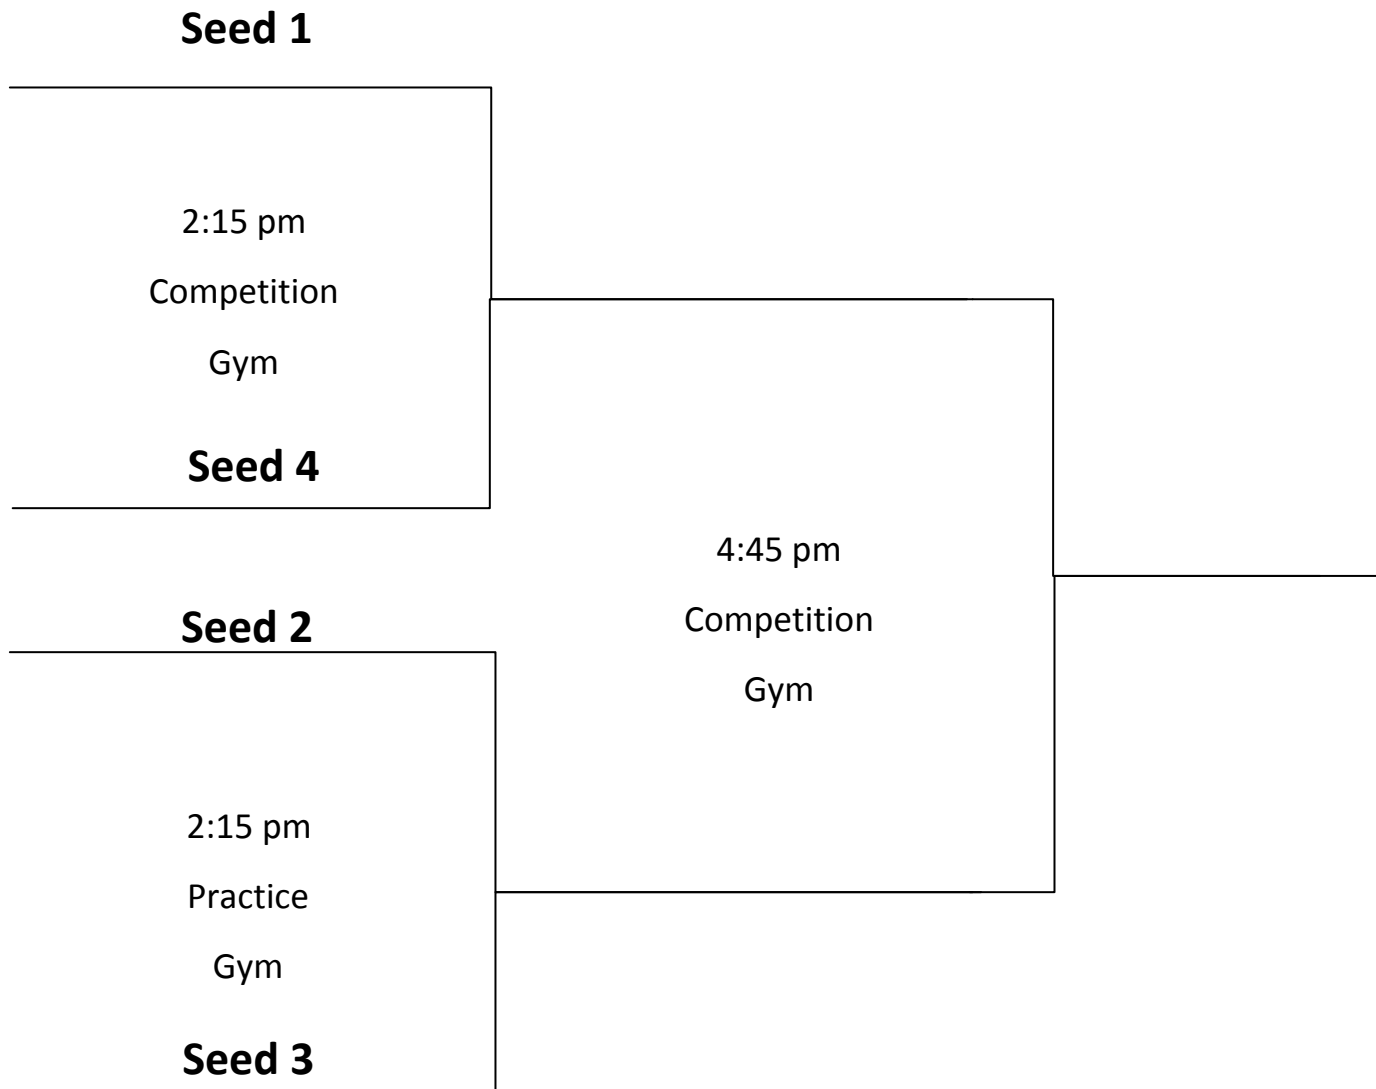 Seed 1
2:15 pm
Competition
Gym
Seed 4
4:45 pm
Competition
Gym
Seed 2
2:15 pm
Practice
Gym
Seed 3